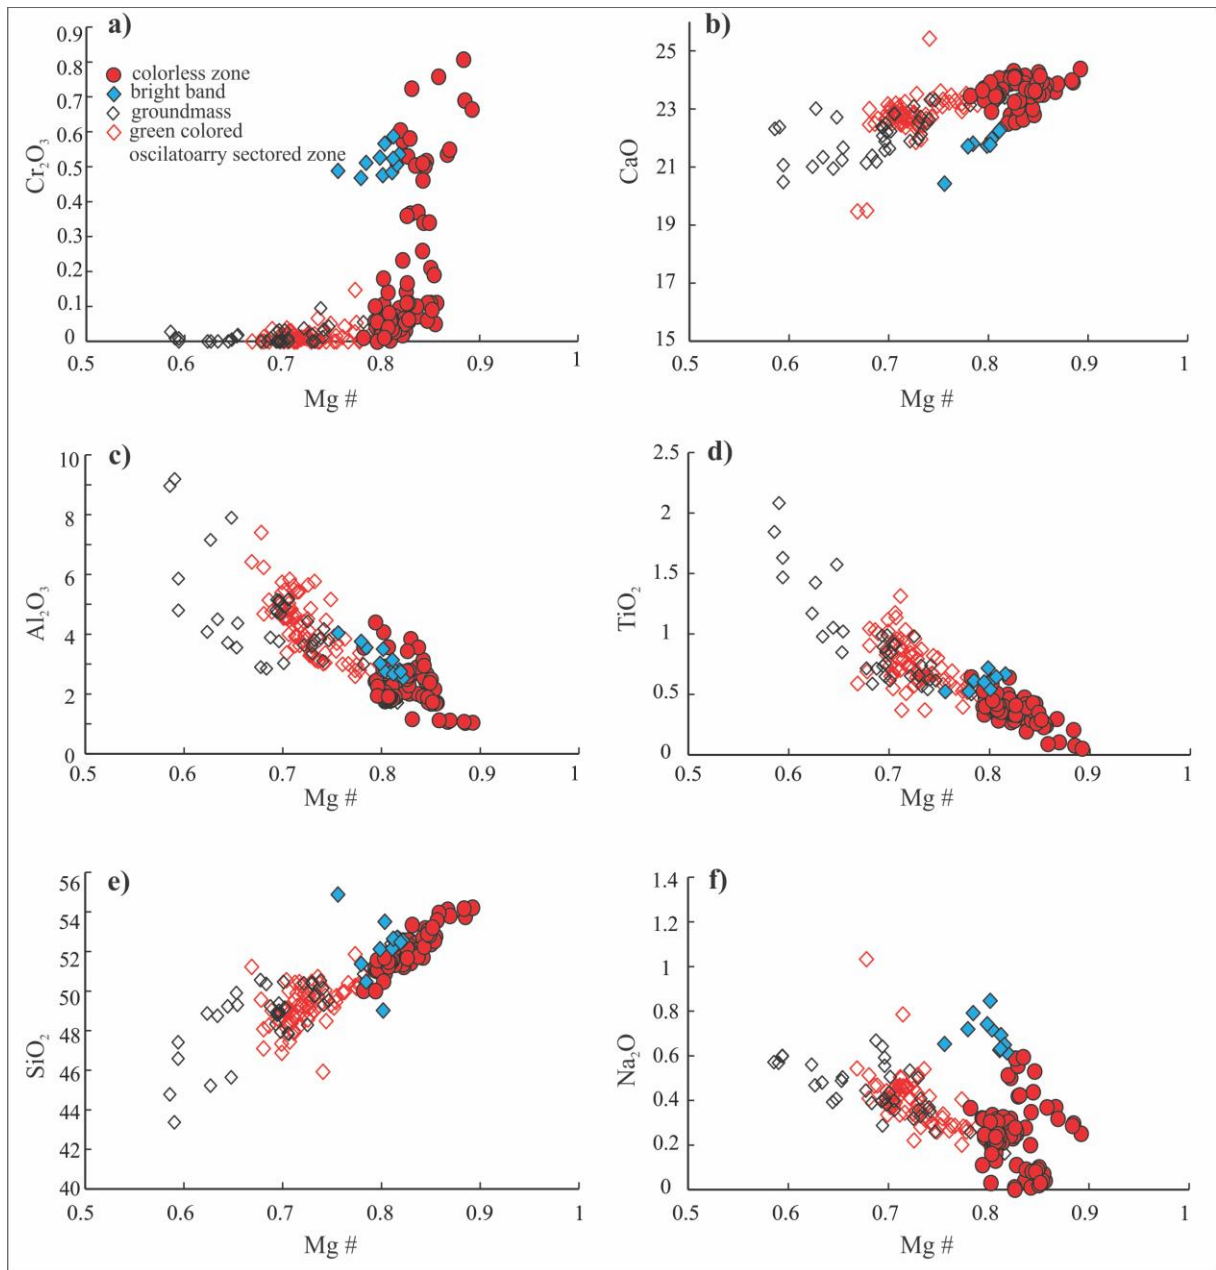 a)
0.9
0.8
0.7
0.6
0.5
0.4
0.3
0.2
0.1
0
Cr₂O₃
colorless zone
bright band
groundmass
green colored
oscilatoarry sectored zone
0.5 0.6 0.7 0.8 0.9 1
Mg #
b)
25
23
21
19
17
15
CaO
0.5 0.6 0.7 0.8 0.9 1
Mg #
c)
10
8
6
4
2
0
Al₂O₃
0.5 0.6 0.7 0.8 0.9 1
Mg #
d)
2.5
2
1.5
1
0.5
0
TiO₂
0.5 0.6 0.7 0.8 0.9 1
Mg #
e)
56
54
52
50
48
46
44
42
40
SiO₂
0.5 0.6 0.7 0.8 0.9 1
Mg #
f)
1.4
1.2
1
0.8
0.6
0.4
0.2
0
Na₂O
0.5 0.6 0.7 0.8 0.9 1
Mg #